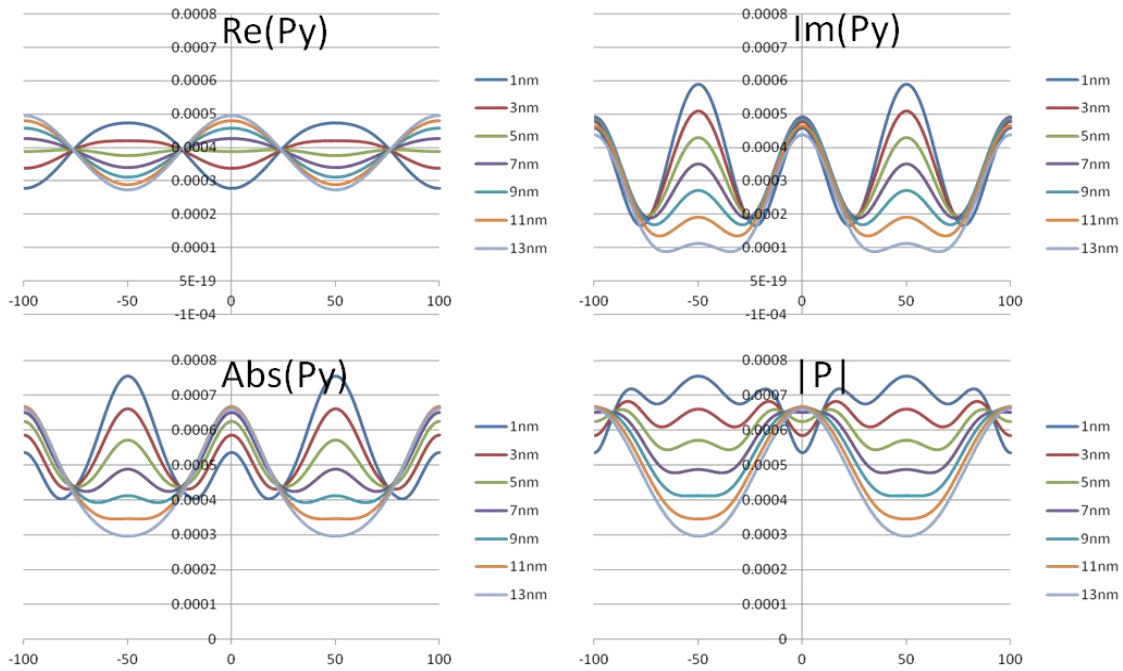 Re(Py)
0.0008
0.0007
0.0006
0.0005
0.0004
0.0003
0.0002
0.0001
5E-19
-1E-04
-100
-50
0
50
100
1nm
3nm
5nm
7nm
9nm
11nm
13nm
Im(Py)
0.0008
0.0007
0.0006
0.0005
0.0004
0.0003
0.0002
0.0001
5E-19
-1E-04
-100
-50
0
50
100
1nm
3nm
5nm
7nm
9nm
11nm
13nm
Abs(Py)
0.0008
0.0007
0.0006
0.0005
0.0004
0.0003
0.0002
0.0001
0
-100
-50
0
50
100
1nm
3nm
5nm
7nm
9nm
11nm
13nm
|P|
0.0008
0.0007
0.0006
0.0005
0.0004
0.0003
0.0002
0.0001
0
-100
-50
0
50
100
1nm
3nm
5nm
7nm
9nm
11nm
13nm